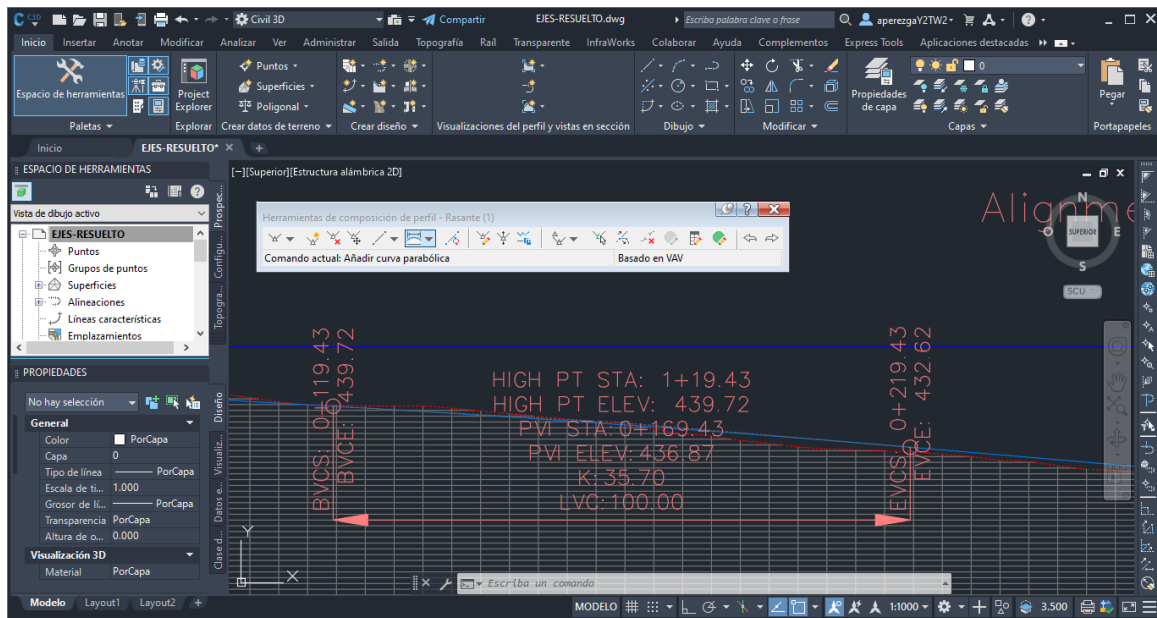 C C3D Civil 3D Compartir EJES-RESUELTO.dwg Escriba palabra clave o frase aperezgaY2TW2
Inicio Insertar Anotar Modificar Analizar Ver Administrar Salida Topografía Raíl Transparente InfraWorks Colaborar Ayuda Complementos Express Tools Aplicaciones destacadas
Espacio de herramientas
Project Explorer
Puntos
Superficies
Poligonal
Propiedades de capa
0
Pegar
Paletas Explorar Crear datos de terreno Crear diseño Visualizaciones del perfil y vistas en sección Dibujo Modificar Capas Portapapeles
Inicio EJES-RESUELTO*
ESPACIO DE HERRAMIENTAS
Vista de dibujo activo
EJES-RESUELTO
Puntos
Grupos de puntos
Superficies
Alineaciones
Líneas características
Emplazamientos
Prospec...
Configu...
Topogra...
PROPIEDADES
No hay selección
General
Color PorCapa
Capa 0
Tipo de línea PorCapa
Escala de ti... 1.000
Grosor de lí... PorCapa
Transparencia PorCapa
Altura de o... 0.000
Visualización 3D
Material PorCapa
Diseño
Visualiz...
Datos e...
Clase d...
[−][Superior][Estructura alámbrica 2D]
Herramientas de composición de perfil - Rasante (1)
Comando actual: Añadir curva parabólica Basado en VAV
Alignme
N
O SUPERIOR E
S
SCU
BVCS: 0+119.43
BVCE: 439.72
HIGH PT STA: 1+19.43
HIGH PT ELEV: 439.72
PVI STA:0+169.43
PVI ELEV:436.87
K:35.70
LVC:100.00
EVCS: 0+219.43
EVCE: 432.62
Y
X
Escriba un comando
Modelo Layout1 Layout2 +
MODELO 1:1000 3.500